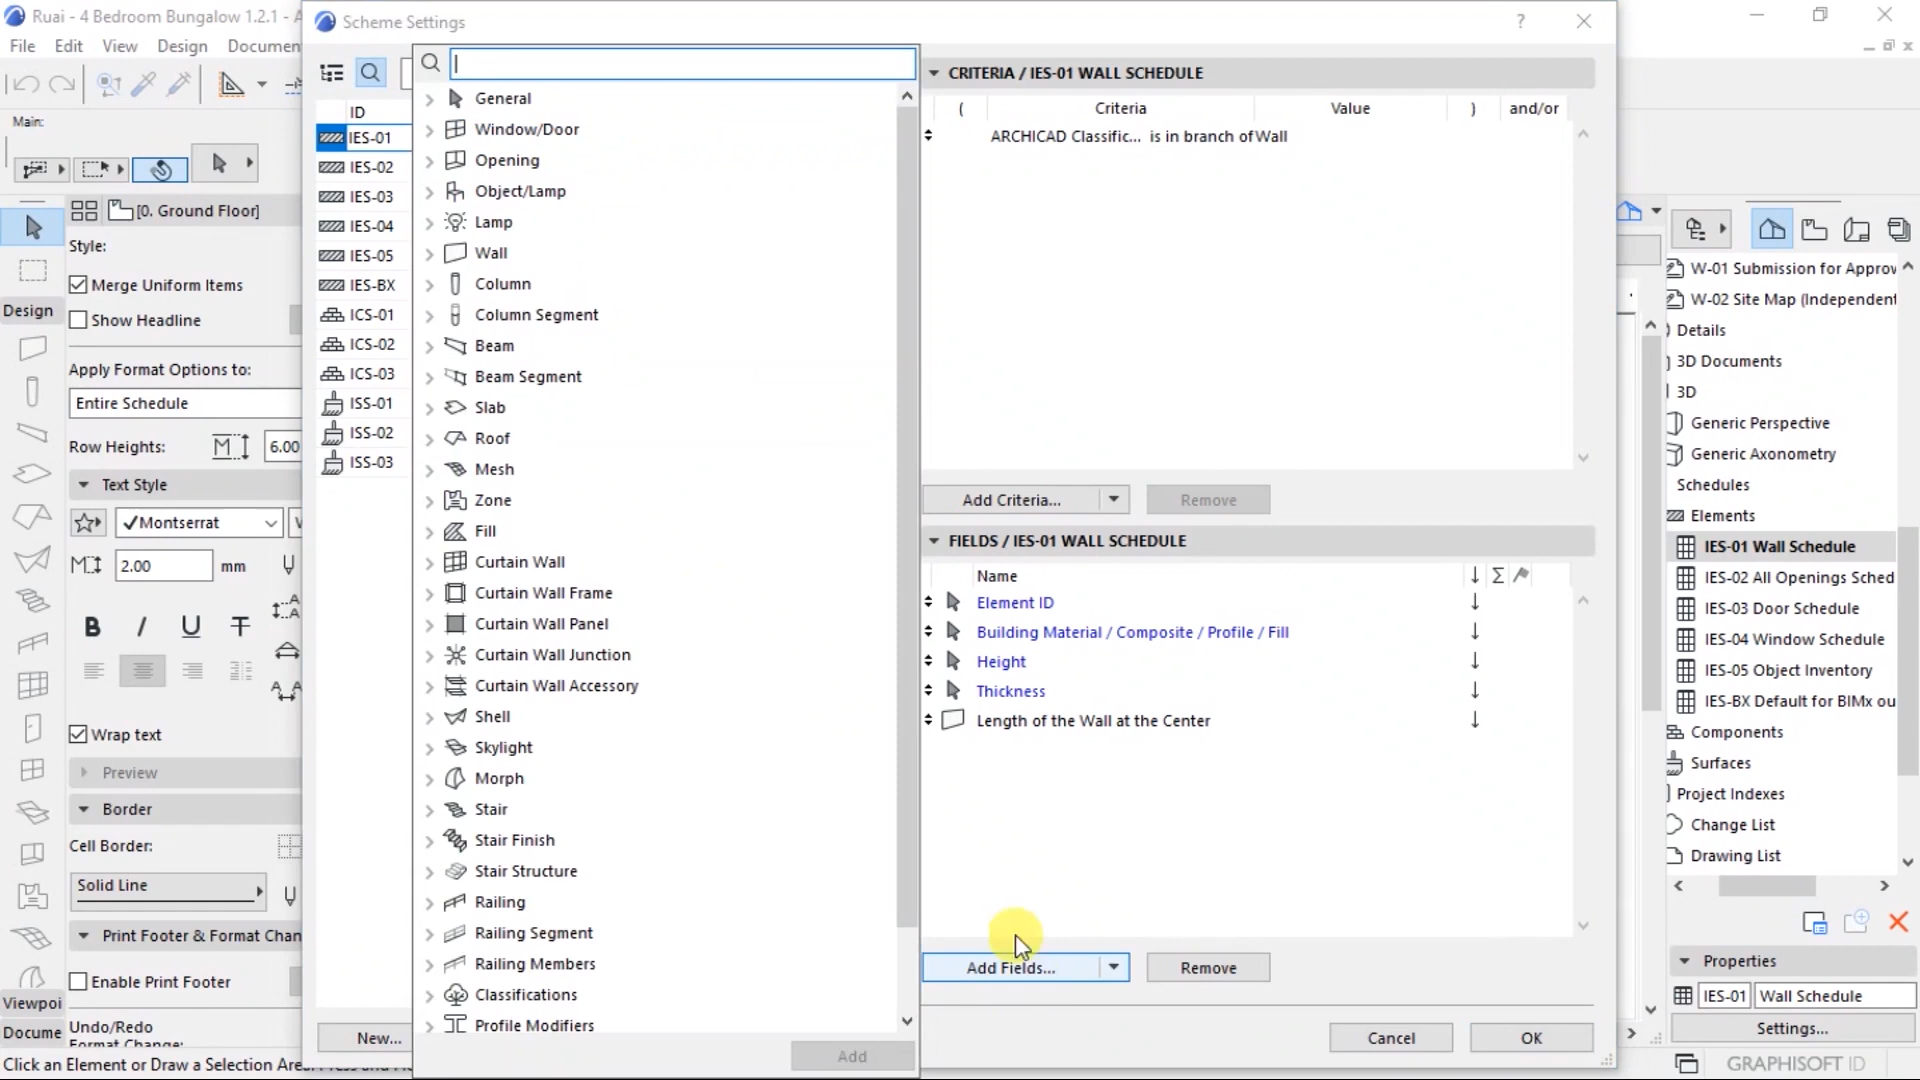 Ruai - 4 Bedroom Bungalow 1.2.1 - A
File Edit View Design Documen
Main:
[0. Ground Floor]
Style:
Merge Uniform Items
Show Headline
Apply Format Options to:
Entire Schedule
Row Heights:
6.00
Text Style
Montserrat
2.00
mm
B I U T
Wrap text
Preview
Border
Cell Border:
Solid Line
Print Footer & Format Chan
Enable Print Footer
Undo/Redo
Format Change:
Design
Viewpoi
Docume
Click an Element or Draw a Selection Area.
Scheme Settings
?
ID
IES-01
IES-02
IES-03
IES-04
IES-05
IES-BX
ICS-01
ICS-02
ICS-03
ISS-01
ISS-02
ISS-03
New...
General
Window/Door
Opening
Object/Lamp
Lamp
Wall
Column
Column Segment
Beam
Beam Segment
Slab
Roof
Mesh
Zone
Fill
Curtain Wall
Curtain Wall Frame
Curtain Wall Panel
Curtain Wall Junction
Curtain Wall Accessory
Shell
Skylight
Morph
Stair
Stair Finish
Stair Structure
Railing
Railing Segment
Railing Members
Classifications
Profile Modifiers
Add
CRITERIA / IES-01 WALL SCHEDULE
( Criteria Value ) and/or
ARCHICAD Classific... is in branch of Wall
Add Criteria... Remove
FIELDS / IES-01 WALL SCHEDULE
Name
Element ID
Building Material / Composite / Profile / Fill
Height
Thickness
Length of the Wall at the Center
Add Fields... Remove
Cancel OK
W-01 Submission for Approv
W-02 Site Map (Independent
Details
3D Documents
3D
Generic Perspective
Generic Axonometry
Schedules
Elements
IES-01 Wall Schedule
IES-02 All Openings Sched
IES-03 Door Schedule
IES-04 Window Schedule
IES-05 Object Inventory
IES-BX Default for BIMx ou
Components
Surfaces
Project Indexes
Change List
Drawing List
Properties
IES-01 Wall Schedule
Settings...
GRAPHISOFT ID